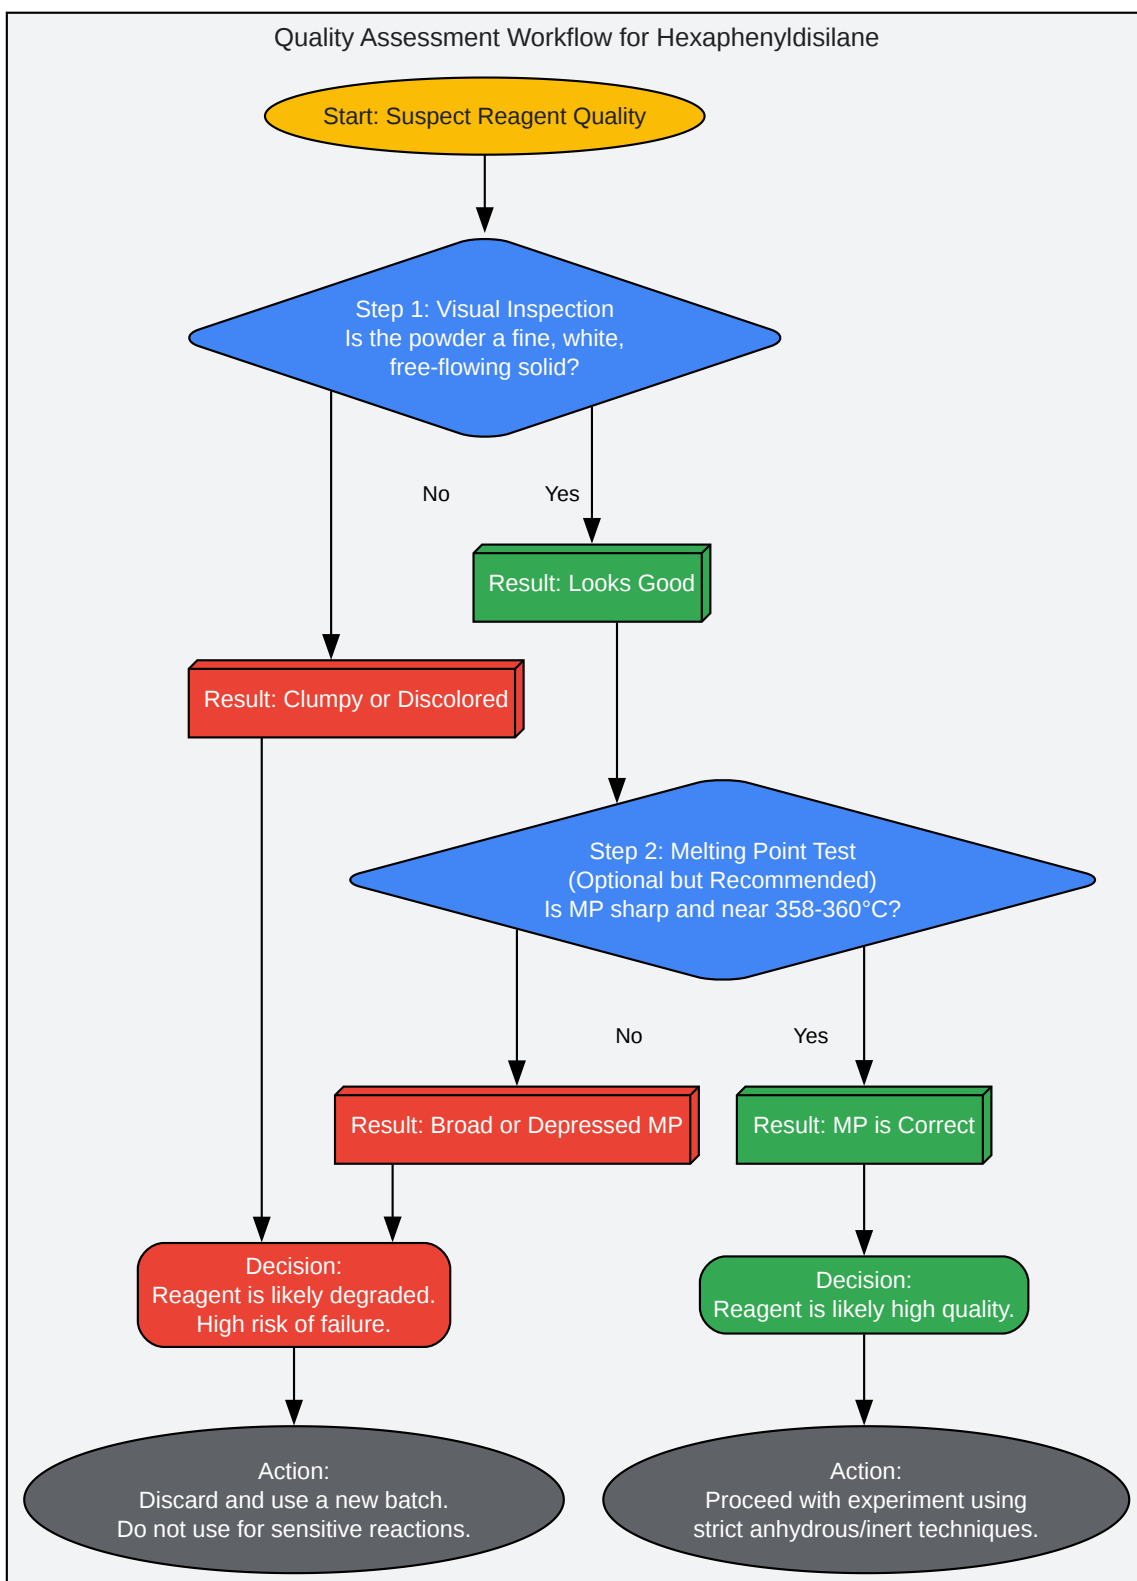 Quality Assessment Workflow for Hexaphenyldisilane
Start: Suspect Reagent Quality
Step 1: Visual Inspection
Is the powder a fine, white,
free-flowing solid?
No
Yes
Result: Looks Good
Result: Clumpy or Discolored
Step 2: Melting Point Test
(Optional but Recommended)
Is MP sharp and near 358-360°C?
No
Yes
Result: Broad or Depressed MP
Result: MP is Correct
Decision:
Reagent is likely degraded.
High risk of failure.
Decision:
Reagent is likely high quality.
Action:
Discard and use a new batch.
Do not use for sensitive reactions.
Action:
Proceed with experiment using
strict anhydrous/inert techniques.